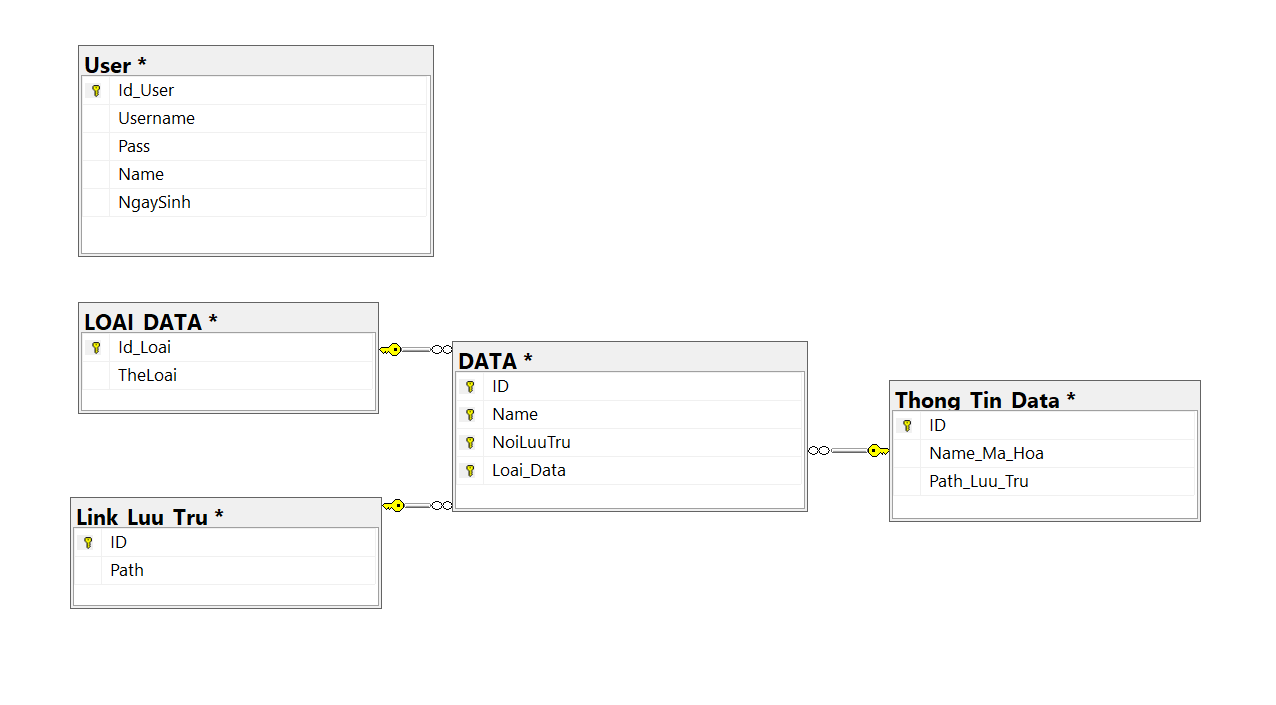 User *
Id_User
Username
Pass
Name
NgaySinh
LOAI_DATA *
Id_Loai
TheLoai
Link_Luu_Tru *
ID
Path
DATA *
ID
Name
NoiLuuTru
Loai_Data
Thong_Tin_Data *
ID
Name_Ma_Hoa
Path_Luu_Tru